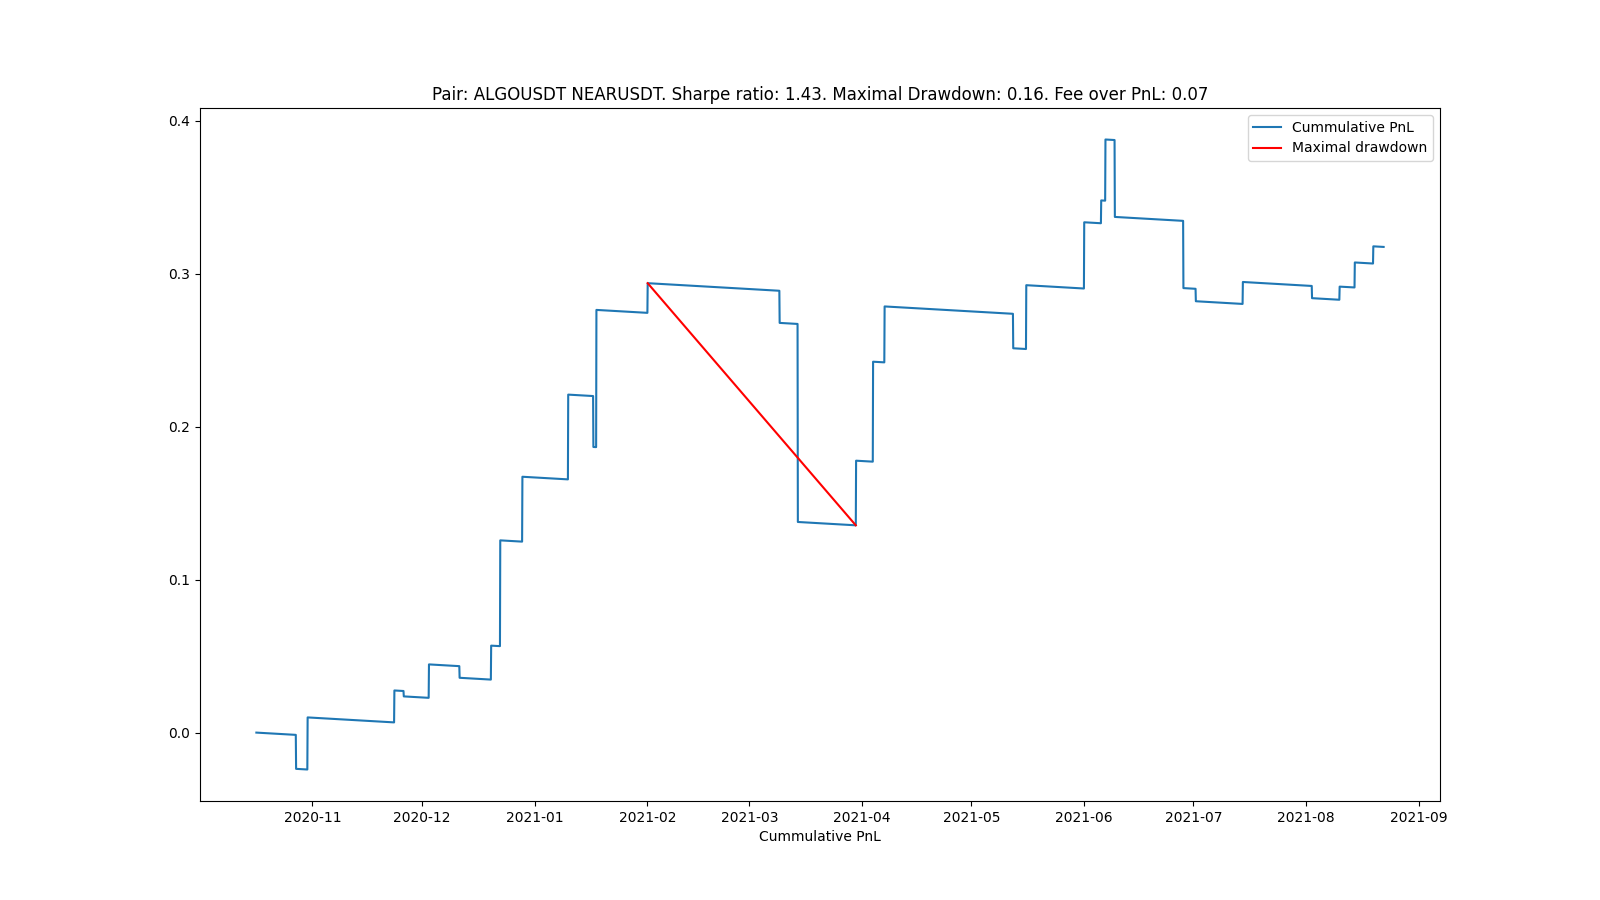 Pair: ALGOUSDT NEARUSDT. Sharpe ratio: 1.43. Maximal Drawdown: 0.16. Fee over PnL: 0.07
Cummulative PnL
Maximal drawdown
0.4
0.3
0.2
0.1
0.0
2020-11 2020-12 2021-01 2021-02 2021-03 2021-04 2021-05 2021-06 2021-07 2021-08 2021-09
Cummulative PnL